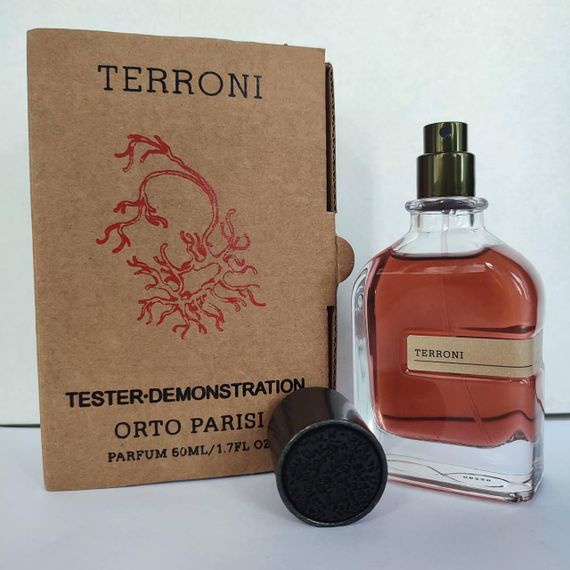 TERRONI
TESTER·DEMONSTRATION
ORTO PARISI
PARFUM 50ML/1.7FL OZ
TERRONI